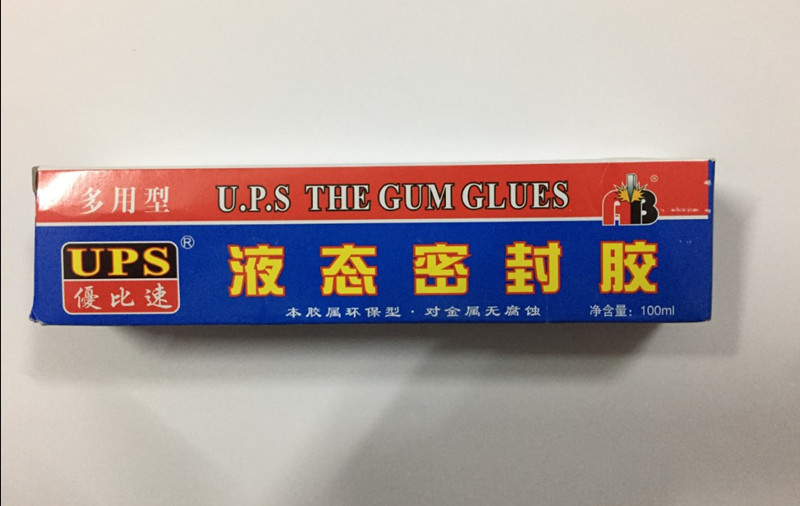 多用型 U.P.S THE GUM GLUES
AB ®
UPS ®
優比速
液态密封胶
本胶属环保型·对金属无腐蚀 净含量：100ml